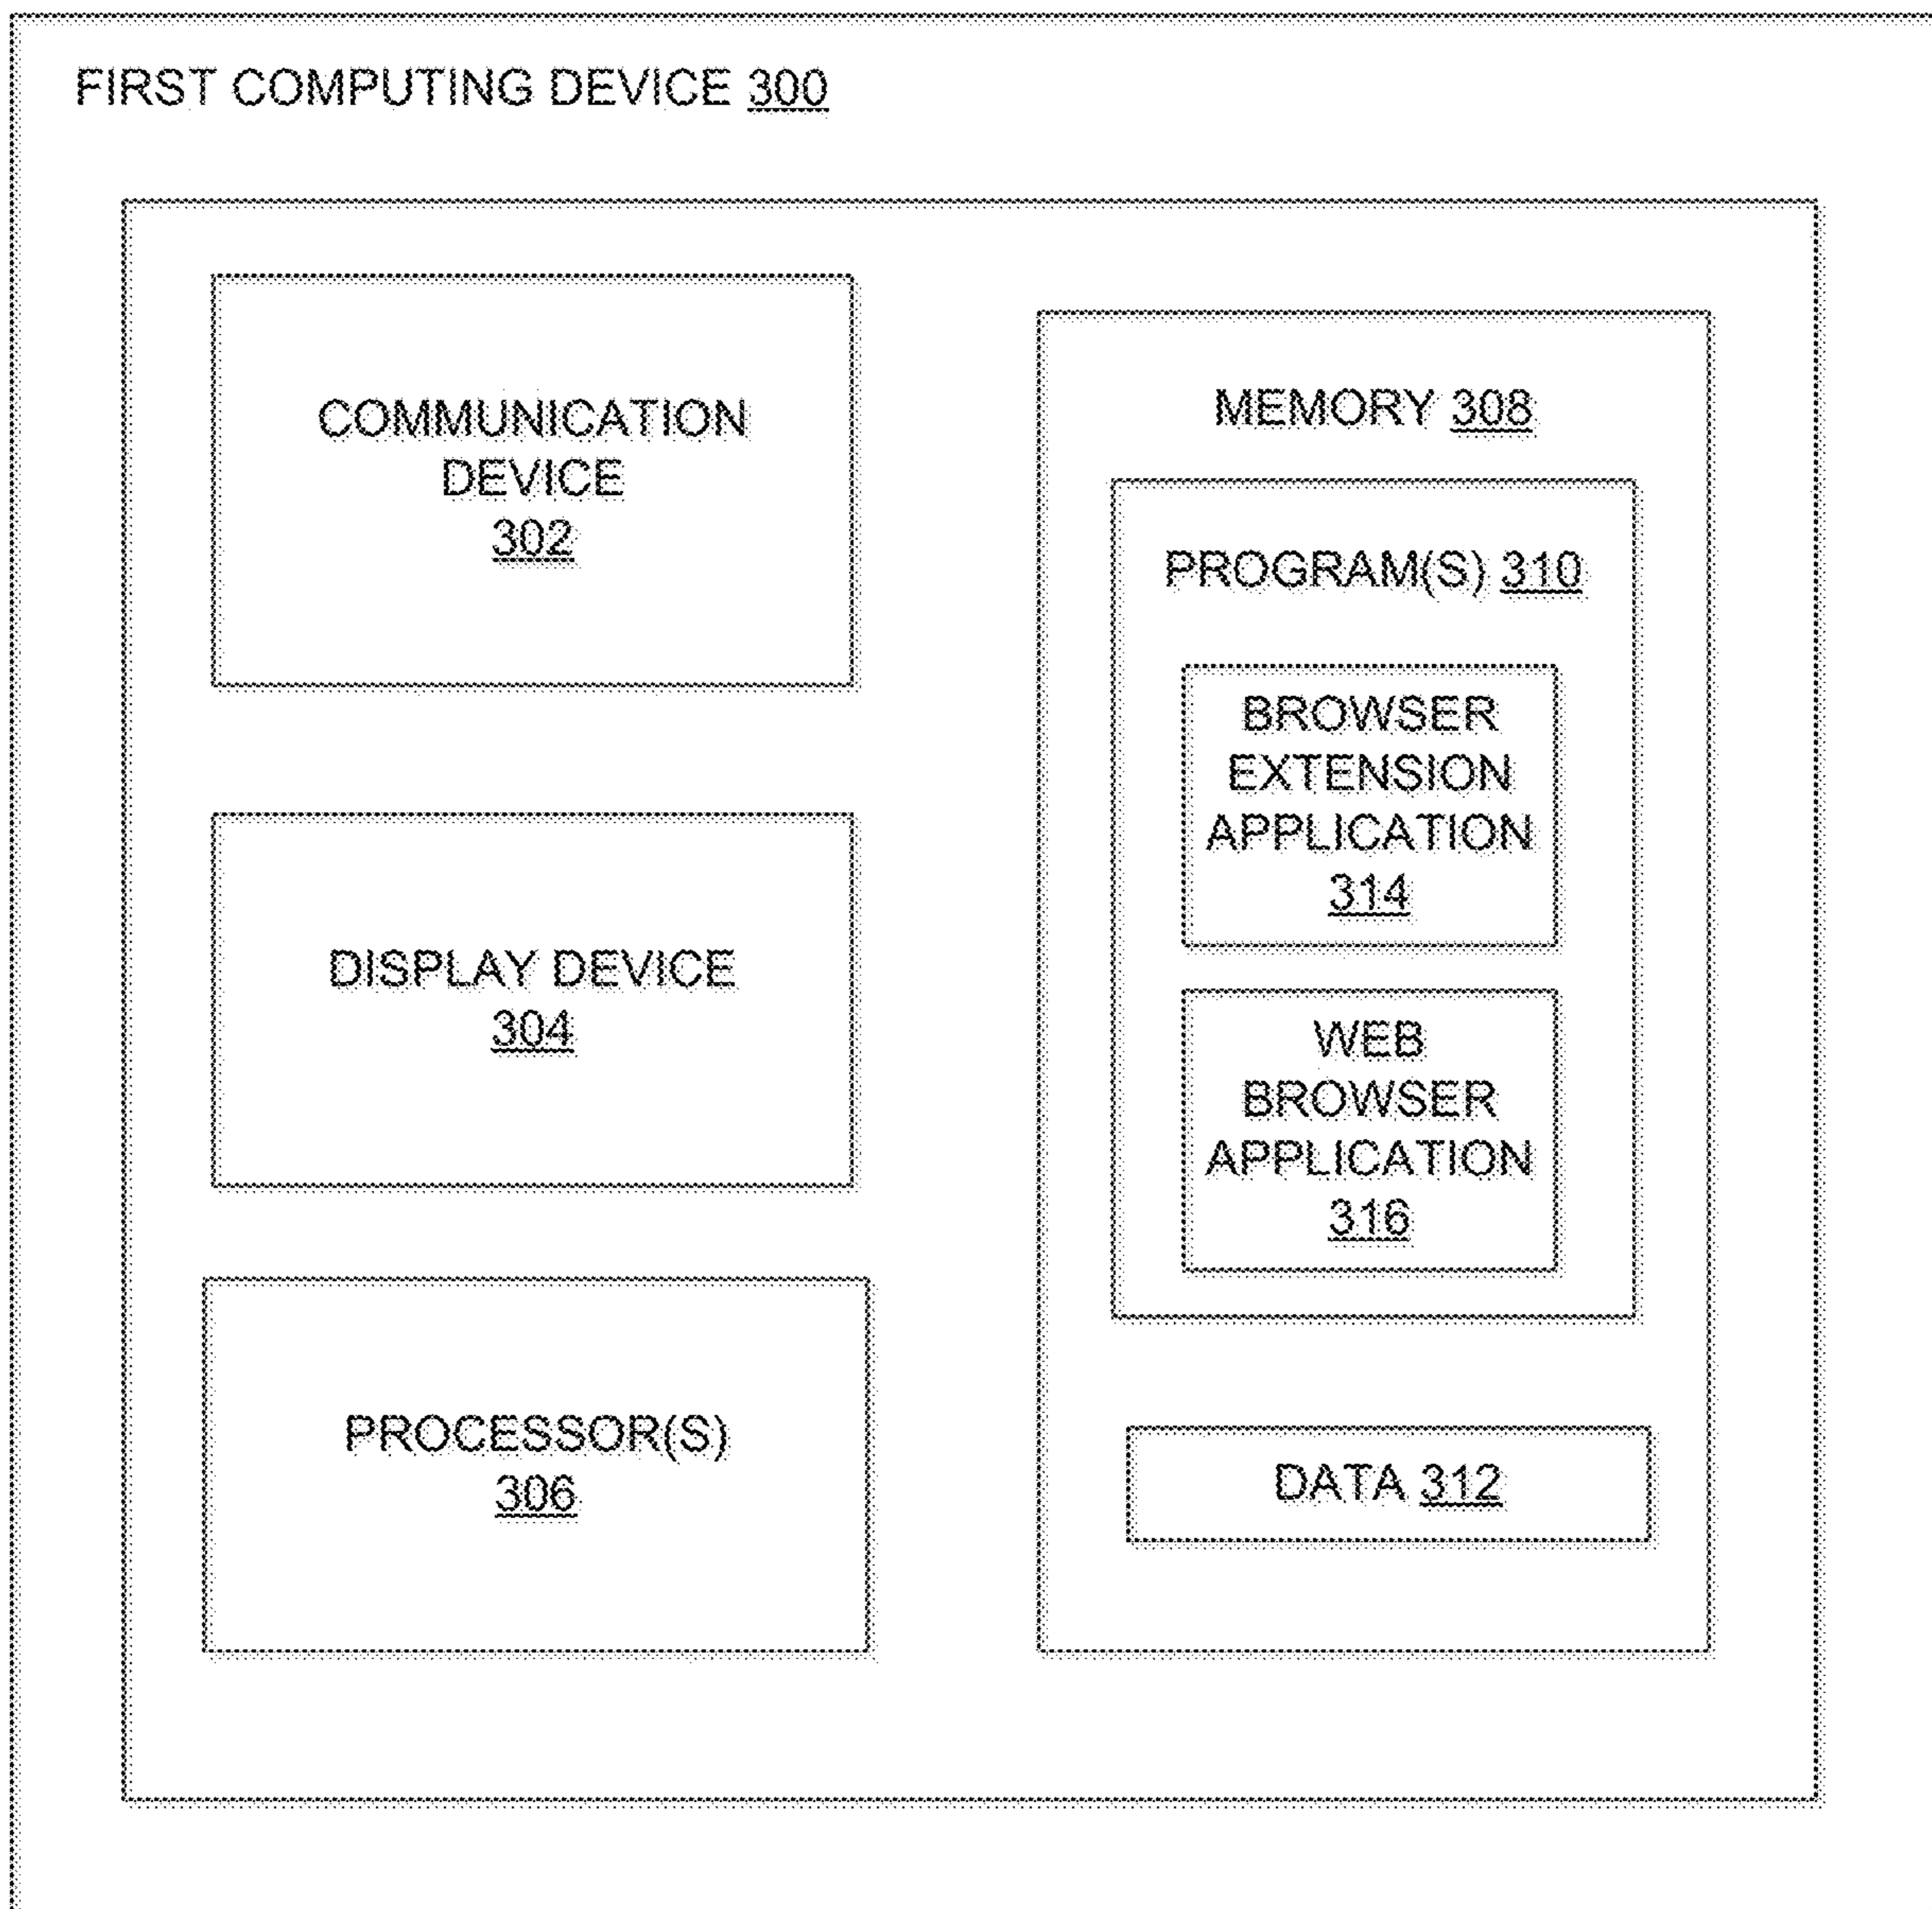 FIRST COMPUTING DEVICE 300
COMMUNICATION
DEVICE
302
DISPLAY DEVICE
304
PROCESSOR(S)
306
MEMORY 308
PROGRAM(S) 310
BROWSER
EXTENSION
APPLICATION
314
WEB
BROWSER
APPLICATION
316
DATA 312